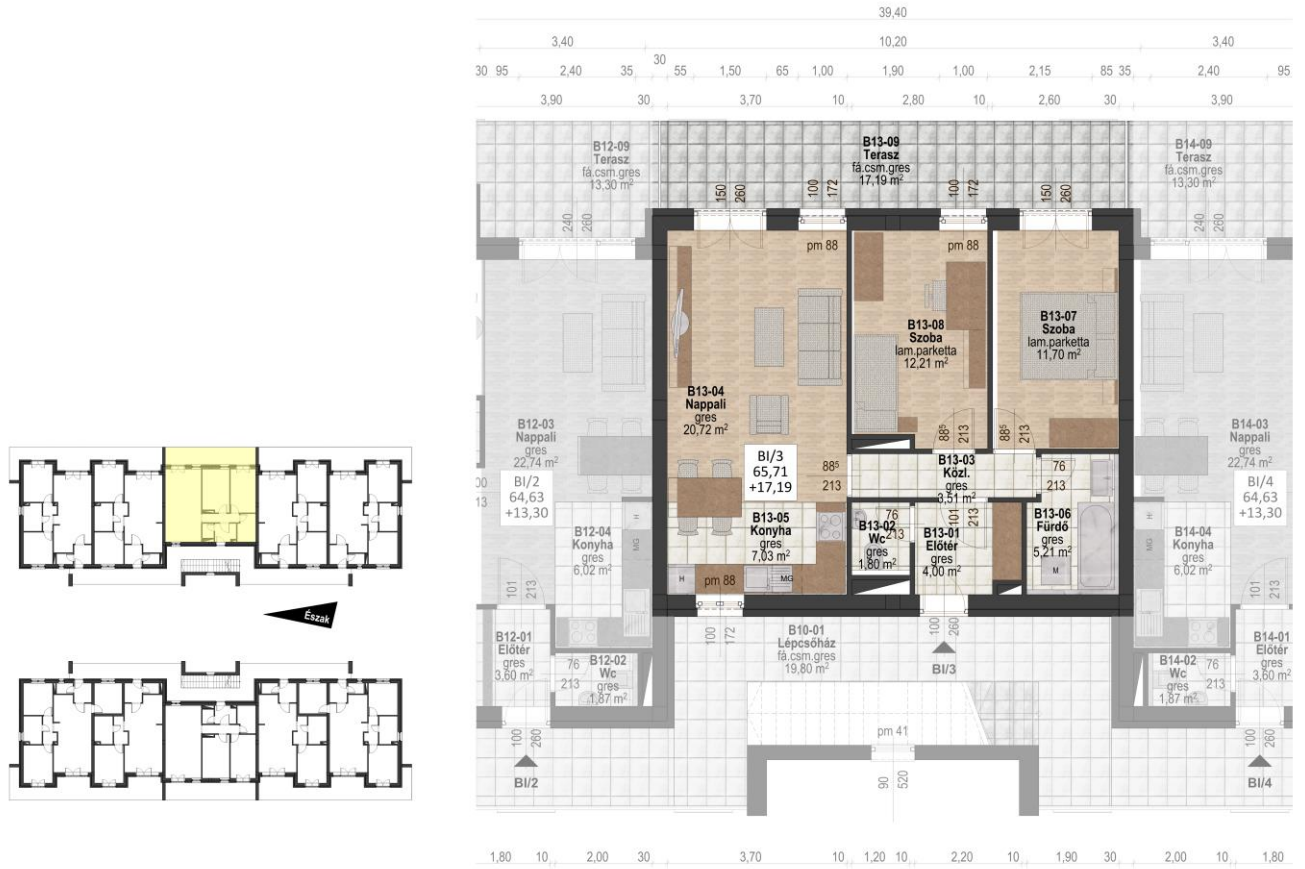 39,40
3,40 10,20 3,40
30 95 2,40 35 30 55 1,50 65 1,00 1,90 1,00 2,15 85 35 2,40 95
3,90 30 3,70 10 2,80 10 2,60 30 3,90
B12-09
Terasz
fá.csm.gres
13,30 m²
B13-09
Terasz
fá.csm.gres
17,19 m²
B14-09
Terasz
fá.csm.gres
13,30 m²
240 260
150 260
100 172
100 172
150 260
240 260
pm 88
pm 88
B13-08
Szoba
lam.parketta
12,21 m²
B13-07
Szoba
lam.parketta
11,70 m²
B13-04
Nappali
gres
20,72 m²
B12-03
Nappali
gres
22,74 m²
BI/2
64,63
+13,30
BI/3
65,71
+17,19
88⁵ 213
88⁵ 213
88⁵
213
B13-03
Közl.
gres
3,51 m²
76
213
B14-03
Nappali
gres
22,74 m²
BI/4
64,63
+13,30
B12-04
Konyha
gres
6,02 m²
H
MG
B13-05
Konyha
gres
7,03 m²
H
pm 88
MG
B13-02
Wc
gres
1,80 m²
76
213
B13-01
Előtér
gres
4,00 m²
101 213
B13-06
Fürdő
gres
5,21 m²
M
B14-04
Konyha
gres
6,02 m²
H
MG
101 213
101 213
100 172
100 260
BI/3
B10-01
Lépcsőház
fá.csm.gres
19,80 m²
B12-01
Előtér
gres
3,60 m²
B12-02
Wc
gres
1,87 m²
76
213
B14-02
Wc
gres
1,87 m²
76
213
B14-01
Előtér
gres
3,60 m²
100 260
BI/2
pm 41
90 520
100 260
BI/4
Észak
1,80 10 2,00 30 3,70 10 1,20 10 2,20 10 1,90 30 2,00 10 1,80